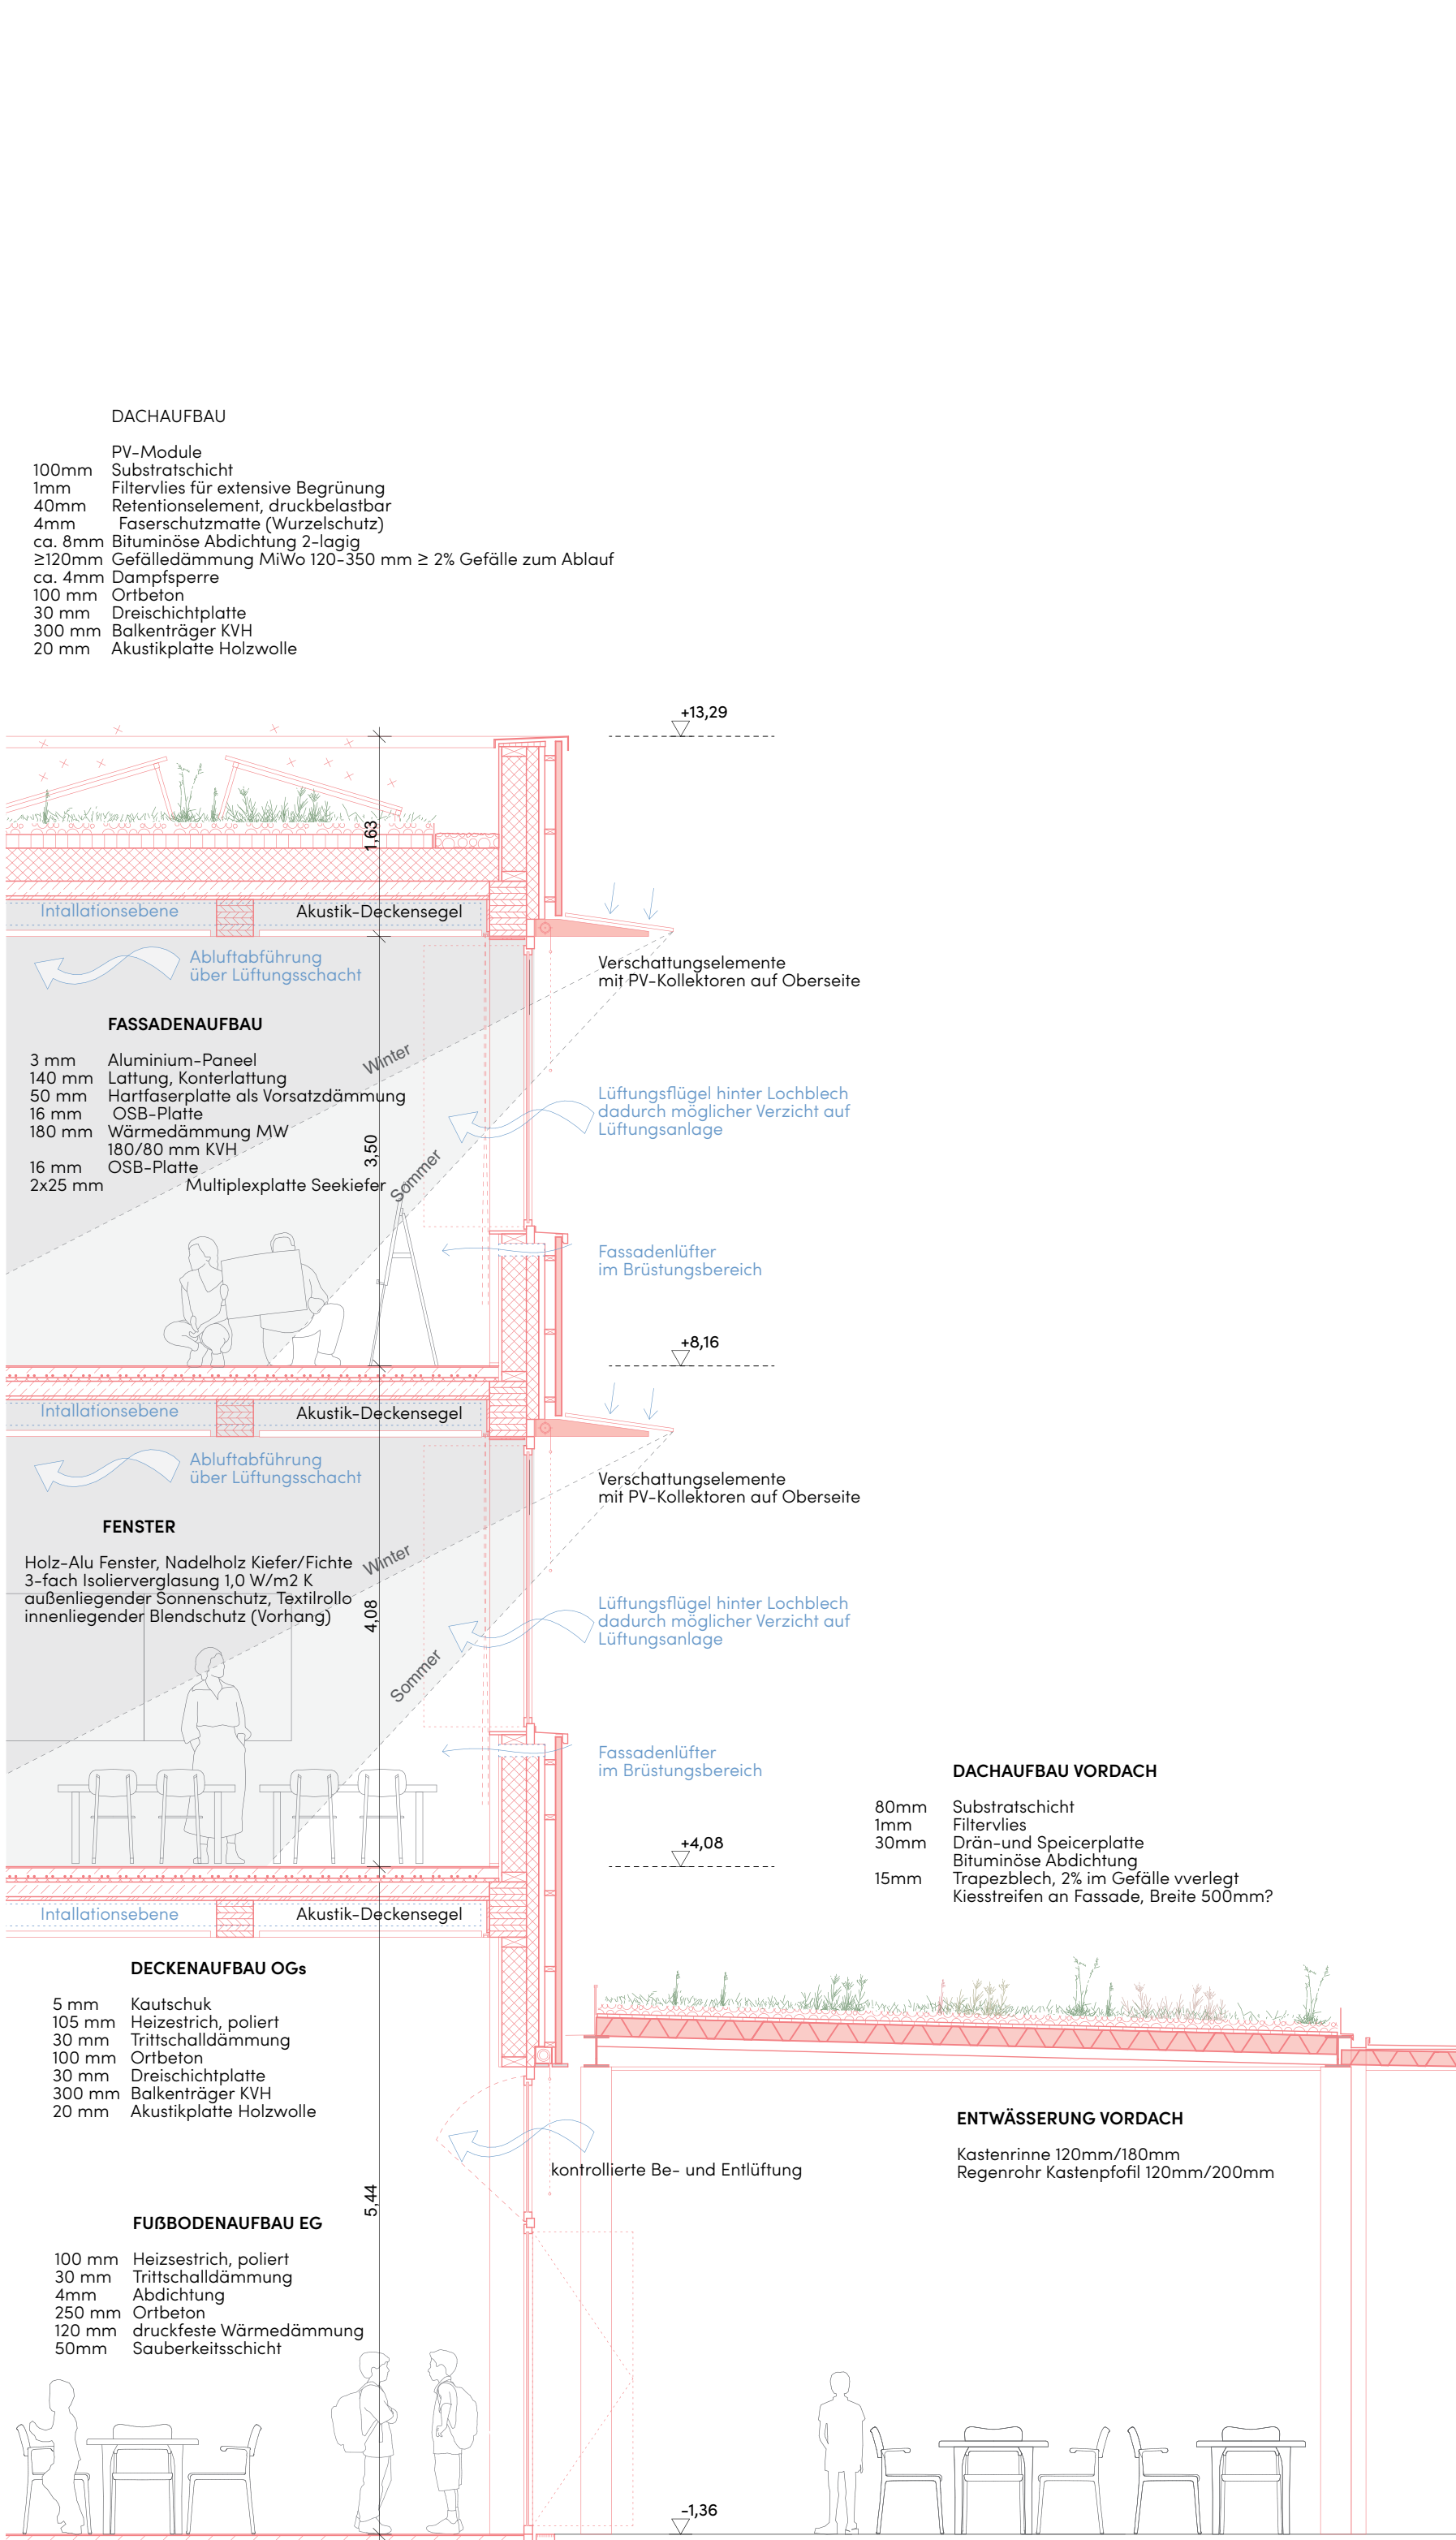 DACHAUFBAU
PV-Module
100mm Substratschicht
1mm Filtervlies für extensive Begrünung
40mm Retentionselement, druckbelastbar
4mm Faserschutzmatte (Wurzelschutz)
ca. 8mm Bituminöse Abdichtung 2-lagig
≥120mm Gefälledämmung MiWo 120-350 mm ≥ 2% Gefälle zum Ablauf
ca. 4mm Dampfsperre
100 mm Ortbeton
30 mm Dreischichtplatte
300 mm Balkenträger KVH
20 mm Akustikplatte Holzwolle
+13,29
1,63
Intallationsebene
Akustik-Deckensegel
Abluftabführung
über Lüftungsschacht
Verschattungselemente
mit PV-Kollektoren auf Oberseite
FASSADENAUFBAU
3 mm Aluminium-Paneel
140 mm Lattung, Konterlattung
50 mm Hartfaserplatte als Vorsatzdämmung
16 mm OSB-Platte
180 mm Wärmedämmung MW
180/80 mm KVH
16 mm OSB-Platte
2x25 mm Multiplexplatte Seekiefer
Winter
3,50
Sommer
Lüftungsflügel hinter Lochblech
dadurch möglicher Verzicht auf
Lüftungsanlage
Fassadenlüfter
im Brüstungsbereich
+8,16
Intallationsebene
Akustik-Deckensegel
Abluftabführung
über Lüftungsschacht
Verschattungselemente
mit PV-Kollektoren auf Oberseite
FENSTER
Holz-Alu Fenster, Nadelholz Kiefer/Fichte
3-fach Isolierverglasung 1,0 W/m2 K
außenliegender Sonnenschutz, Textilrollo
innenliegender Blendschutz (Vorhang)
Winter
4,08
Sommer
Lüftungsflügel hinter Lochblech
dadurch möglicher Verzicht auf
Lüftungsanlage
Fassadenlüfter
im Brüstungsbereich
DACHAUFBAU VORDACH
80mm Substratschicht
1mm Filtervlies
30mm Drän-und Speicerplatte
Bituminöse Abdichtung
15mm Trapezblech, 2% im Gefälle vverlegt
Kiesstreifen an Fassade, Breite 500mm?
+4,08
Intallationsebene
Akustik-Deckensegel
DECKENAUFBAU OGs
5 mm Kautschuk
105 mm Heizestrich, poliert
30 mm Trittschalldämmung
100 mm Ortbeton
30 mm Dreischichtplatte
300 mm Balkenträger KVH
20 mm Akustikplatte Holzwolle
ENTWÄSSERUNG VORDACH
Kastenrinne 120mm/180mm
Regenrohr Kastenpfofil 120mm/200mm
kontrollierte Be- und Entlüftung
5,44
FUßBODENAUFBAU EG
100 mm Heizsestrich, poliert
30 mm Trittschalldämmung
4mm Abdichtung
250 mm Ortbeton
120 mm druckfeste Wärmedämmung
50mm Sauberkeitsschicht
-1,36